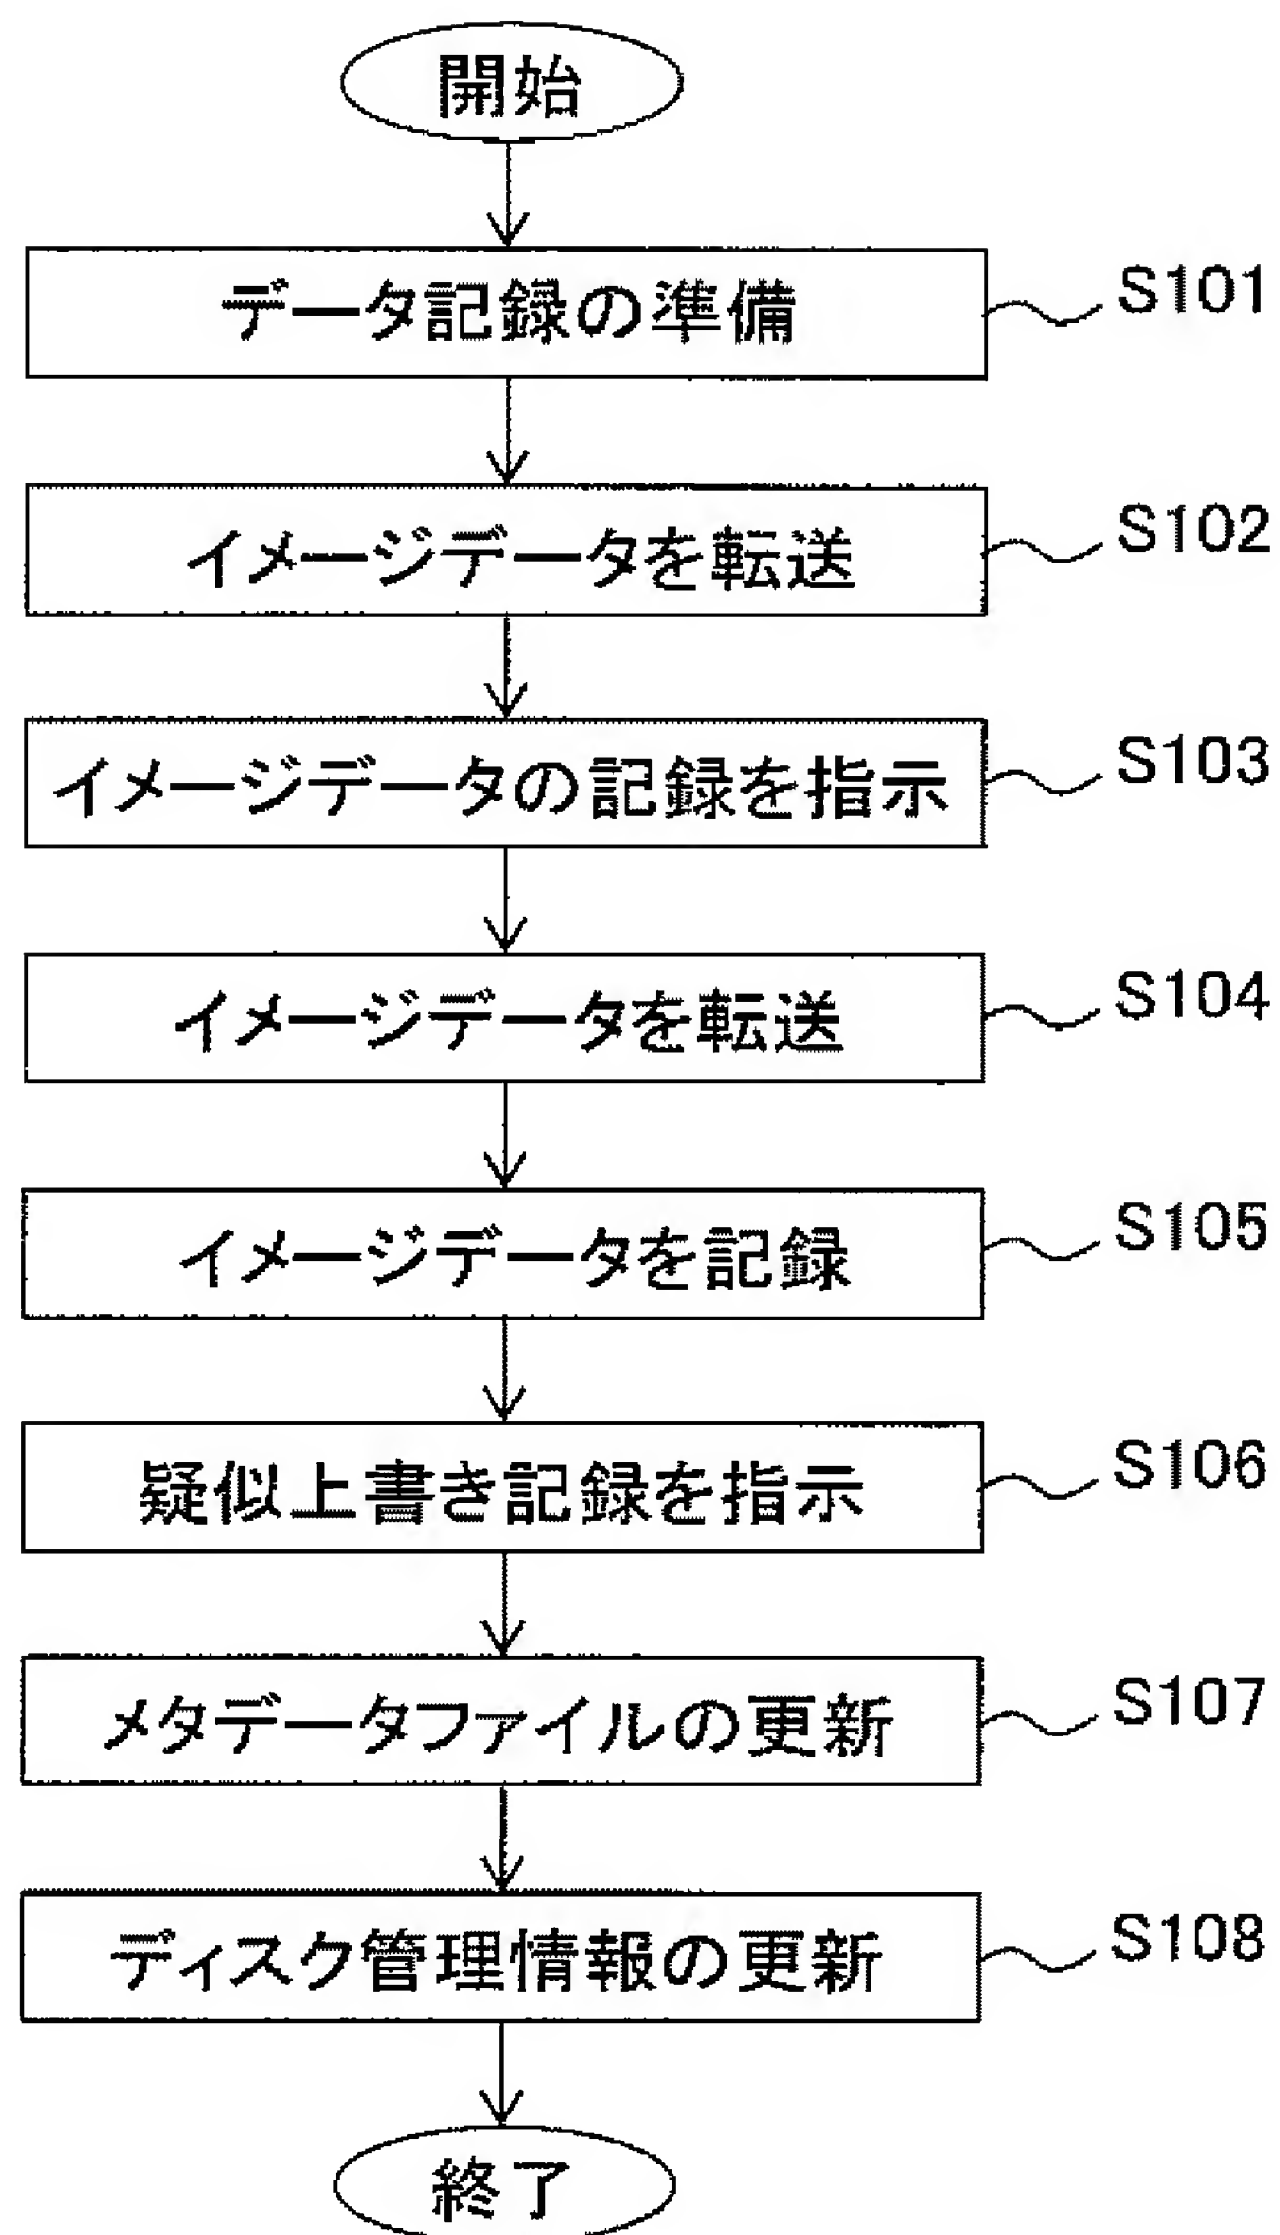 開始
データ記録の準備 S101
イメージデータを転送 S102
イメージデータの記録を指示 S103
イメージデータを転送 S104
イメージデータを記録 S105
疑似上書き記録を指示 S106
メタデータファイルの更新 S107
ディスク管理情報の更新 S108
終了